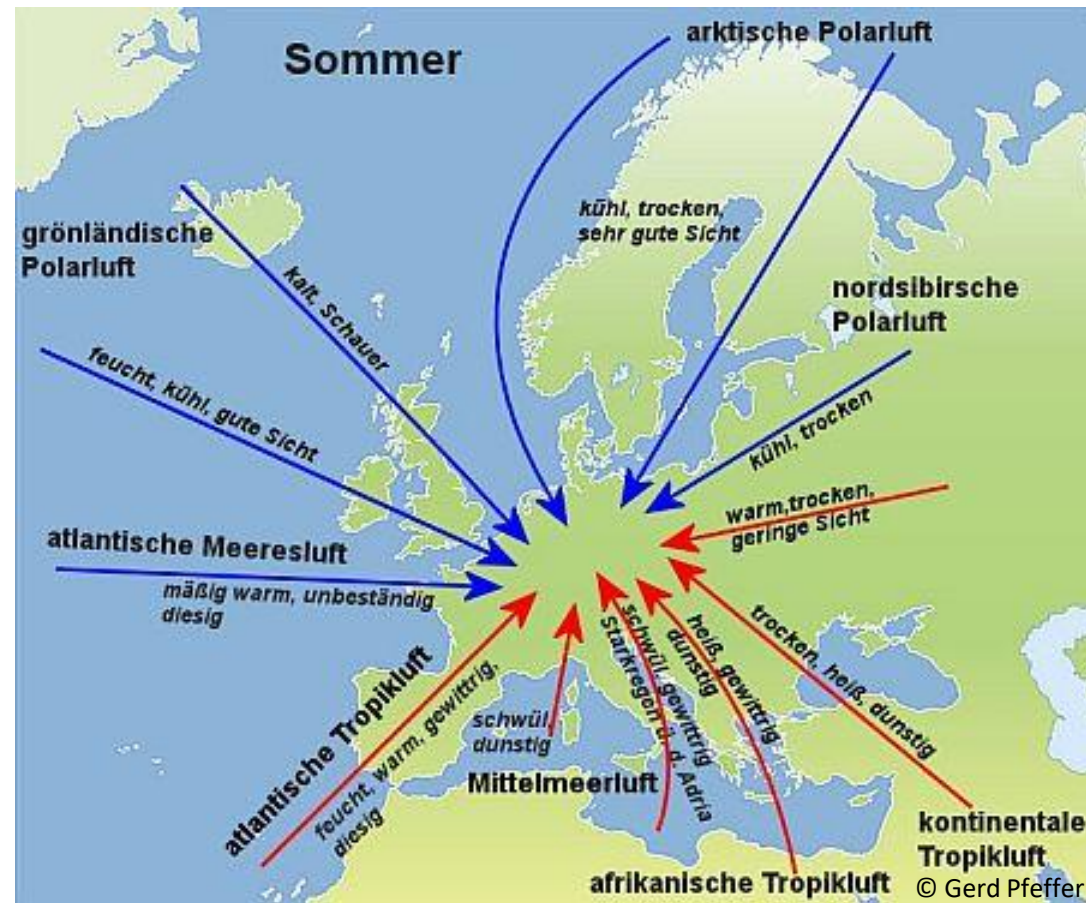 Sommer
arktische Polarluft
kühl, trocken,
sehr gute Sicht
grönländische
Polarluft
kalt, Schauer
nordsibirsche
Polarluft
feucht, kühl, gute Sicht
kühl, trocken
warm,trocken,
geringe Sicht
atlantische Meeresluft
mäßig warm, unbeständig
diesig
atlantische Tropikluft
feucht, warm, gewittrig,
diesig
schwül,
dunstig
Mittelmeerluft
schwül, gewittrig
Starkregen ü. d. Adria
heiß, gewittrig
dunstig
afrikanische Tropikluft
trocken, heiß, dunstig
kontinentale
Tropikluft
© Gerd Pfeffer